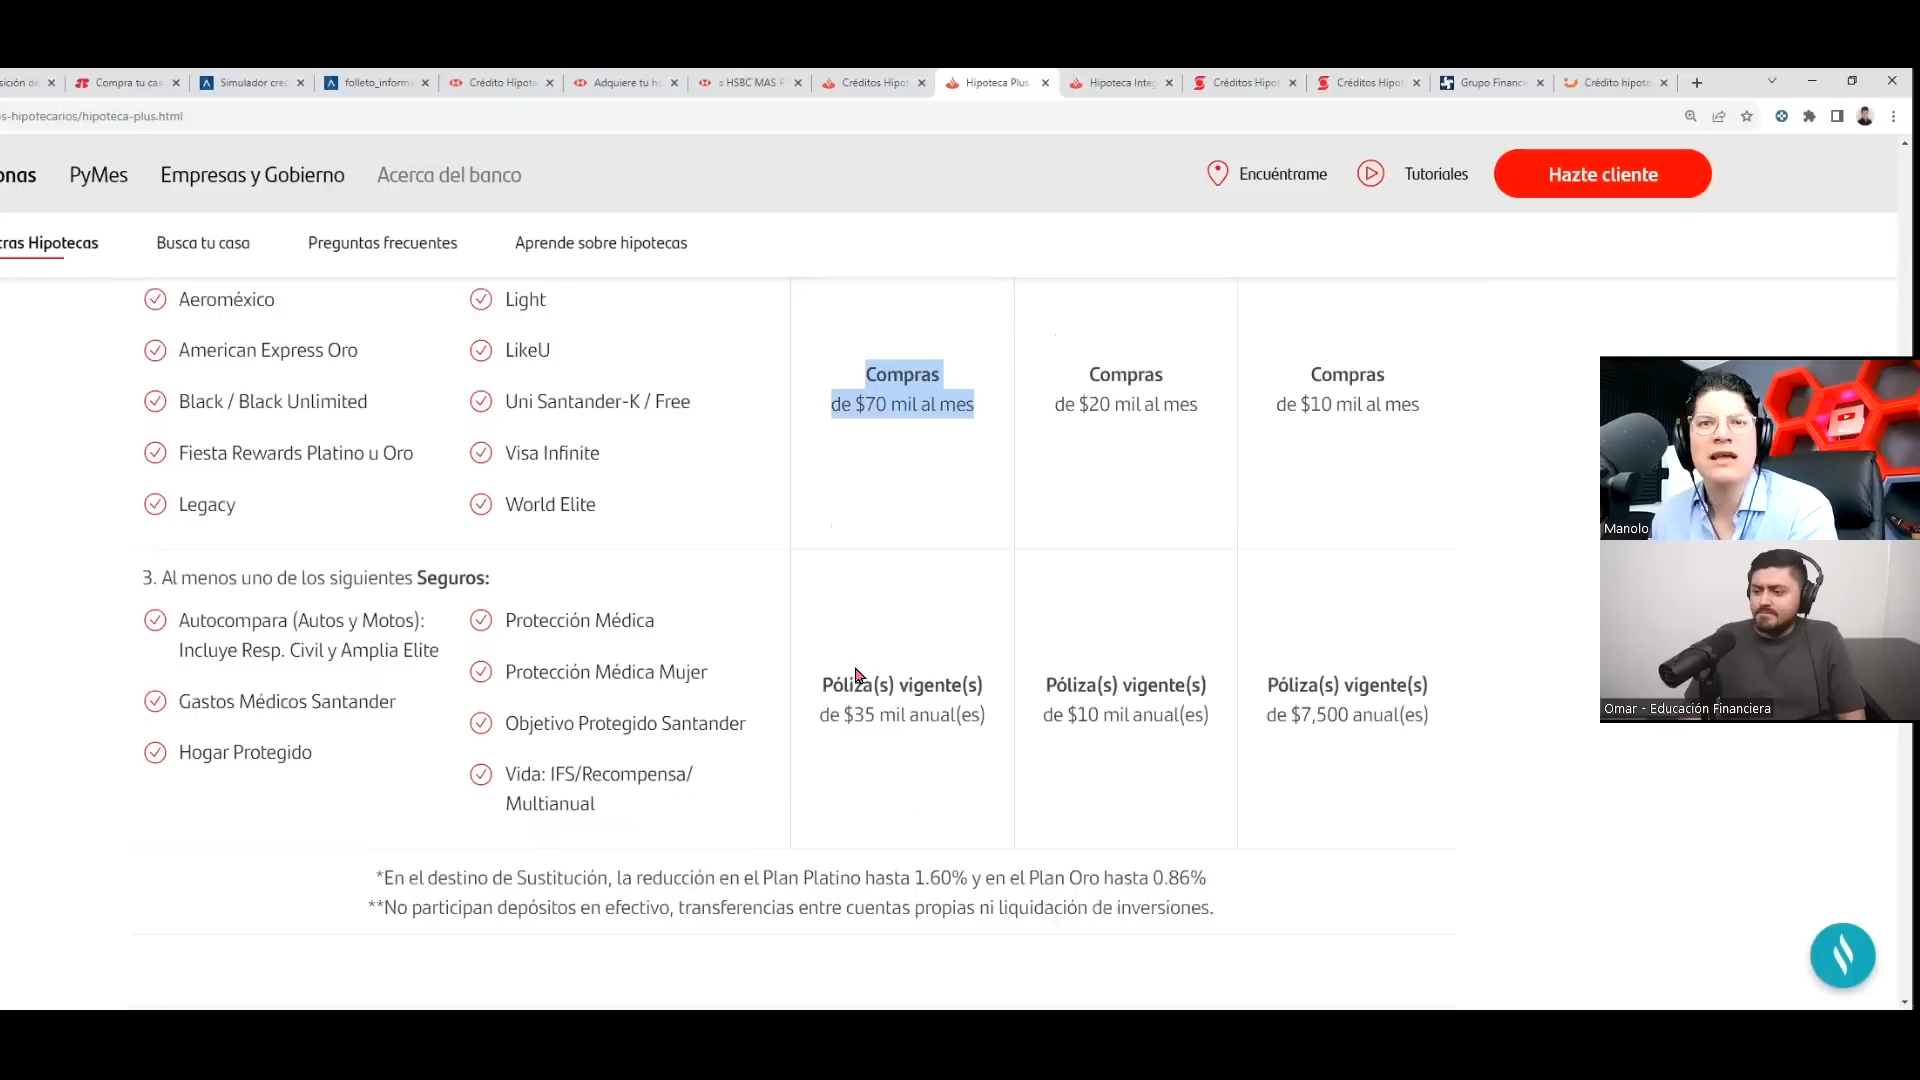 sición de
Compra tu cas
Simulador crec
folleto_inform
Crédito Hipote
Adquiere tu ho
:: HSBC MAS F
Créditos Hipot
Hipoteca Plus
Hipoteca Integ
Créditos Hipot
Créditos Hipot
Grupo Financie
Crédito hipote
s-hipotecarios/hipoteca-plus.html
onas PyMes Empresas y Gobierno Acerca del banco Encuéntrame Tutoriales Hazte cliente
tras Hipotecas Busca tu casa Preguntas frecuentes Aprende sobre hipotecas
Aeroméxico
American Express Oro
Black / Black Unlimited
Fiesta Rewards Platino u Oro
Legacy
Light
LikeU
Uni Santander-K / Free
Visa Infinite
World Elite
Compras
de $70 mil al mes
Compras
de $20 mil al mes
Compras
de $10 mil al mes
3. Al menos uno de los siguientes Seguros:
Autocompara (Autos y Motos):
Incluye Resp. Civil y Amplia Elite
Gastos Médicos Santander
Hogar Protegido
Protección Médica
Protección Médica Mujer
Objetivo Protegido Santander
Vida: IFS/Recompensa/
Multianual
Póliza(s) vigente(s)
de $35 mil anual(es)
Póliza(s) vigente(s)
de $10 mil anual(es)
Póliza(s) vigente(s)
de $7,500 anual(es)
*En el destino de Sustitución, la reducción en el Plan Platino hasta 1.60% y en el Plan Oro hasta 0.86%
**No participan depósitos en efectivo, transferencias entre cuentas propias ni liquidación de inversiones.
Manolo
Omar - Educación Financiera